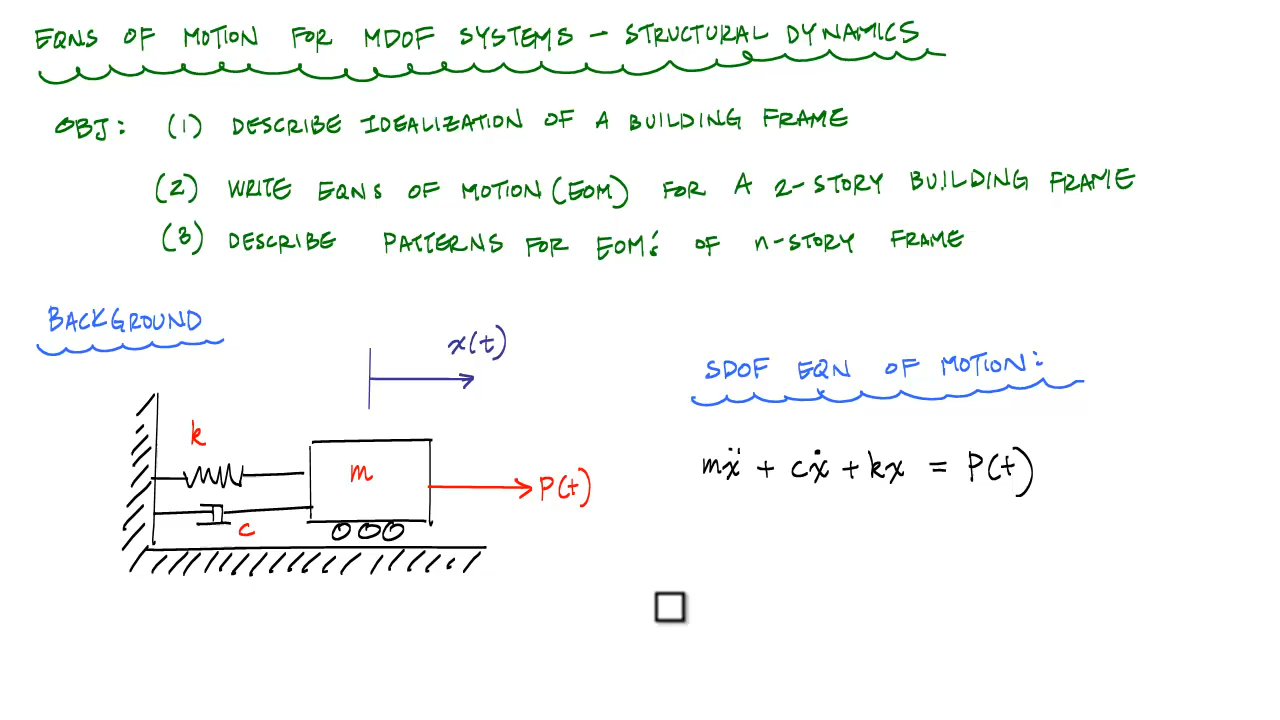 EQNS OF MOTION FOR MDOF SYSTEMS - STRUCTURAL DYNAMICS
OBJ: (1) DESCRIBE IDEALIZATION OF A BUILDING FRAME
(2) WRITE EQNS OF MOTION (EOM) FOR A 2-STORY BUILDING FRAME
(3) DESCRIBE PATTERNS FOR EOM: OF n-STORY FRAME
BACKGROUND
x(t)
k
m
P(t)
c
SDOF EQN OF MOTION:
mẍ + cẋ + kx = P(t)